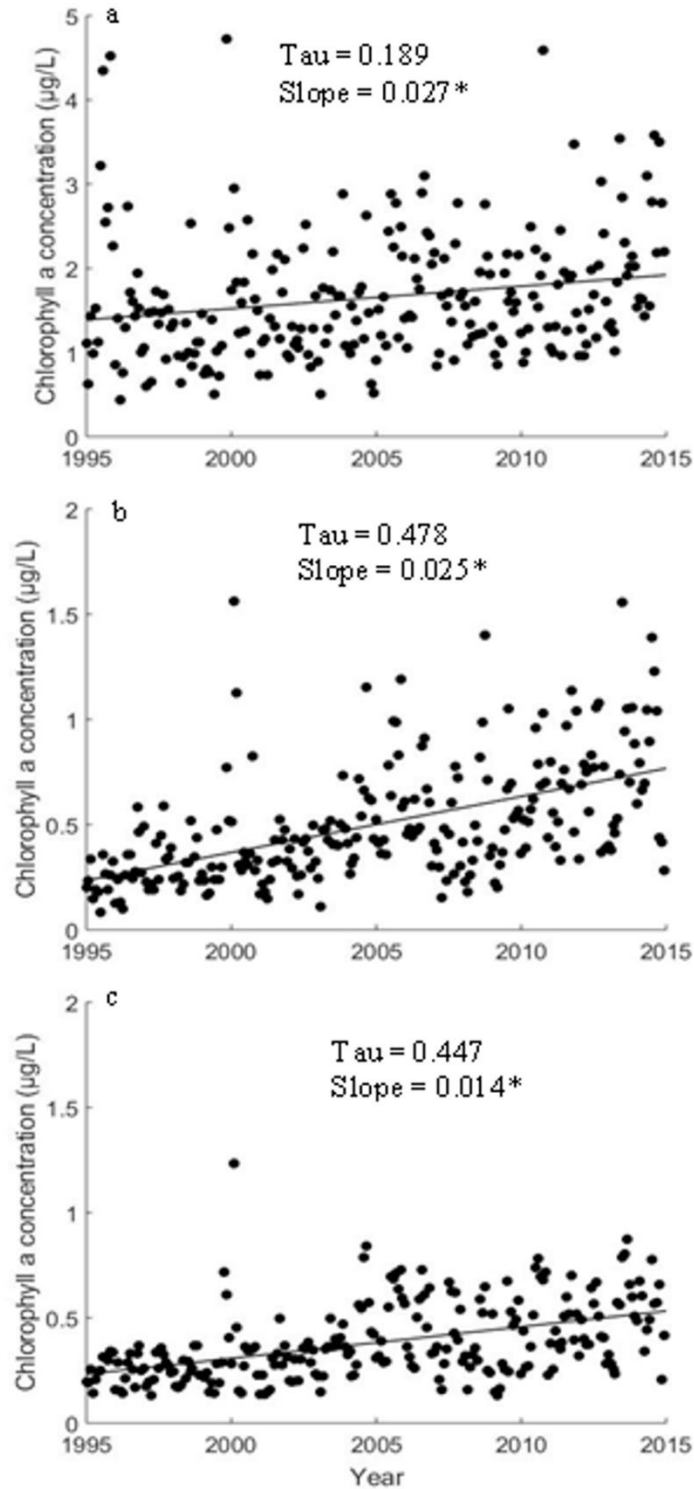 a
Tau = 0.189
Slope = 0.027*
Chlorophyll a concentration (µg/L)
5
4
3
2
1
0
1995 2000 2005 2010 2015
b
Tau = 0.478
Slope = 0.025*
Chlorophyll a concentration (µg/L)
2
1.5
1
0.5
0
1995 2000 2005 2010 2015
c
Tau = 0.447
Slope = 0.014*
Chlorophyll a concentration (µg/L)
2
1.5
1
0.5
0
1995 2000 2005 2010 2015
Year